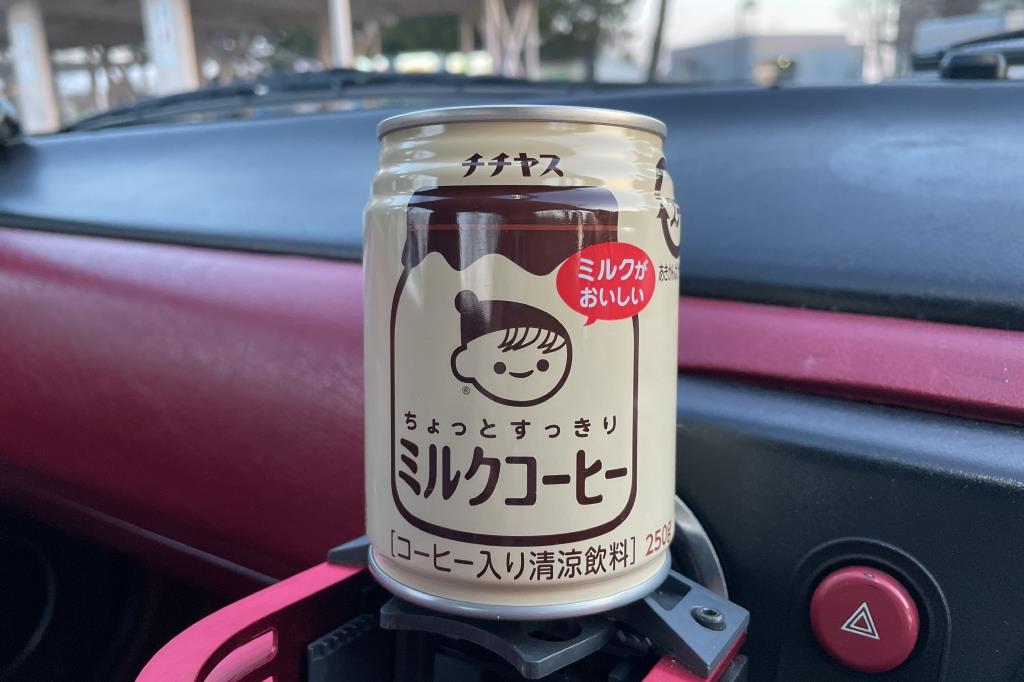 チチヤス
ミルクが
おいしい
®
ちょっとすっきり
ミルクコーヒー
[コーヒー入り清涼飲料]
250g